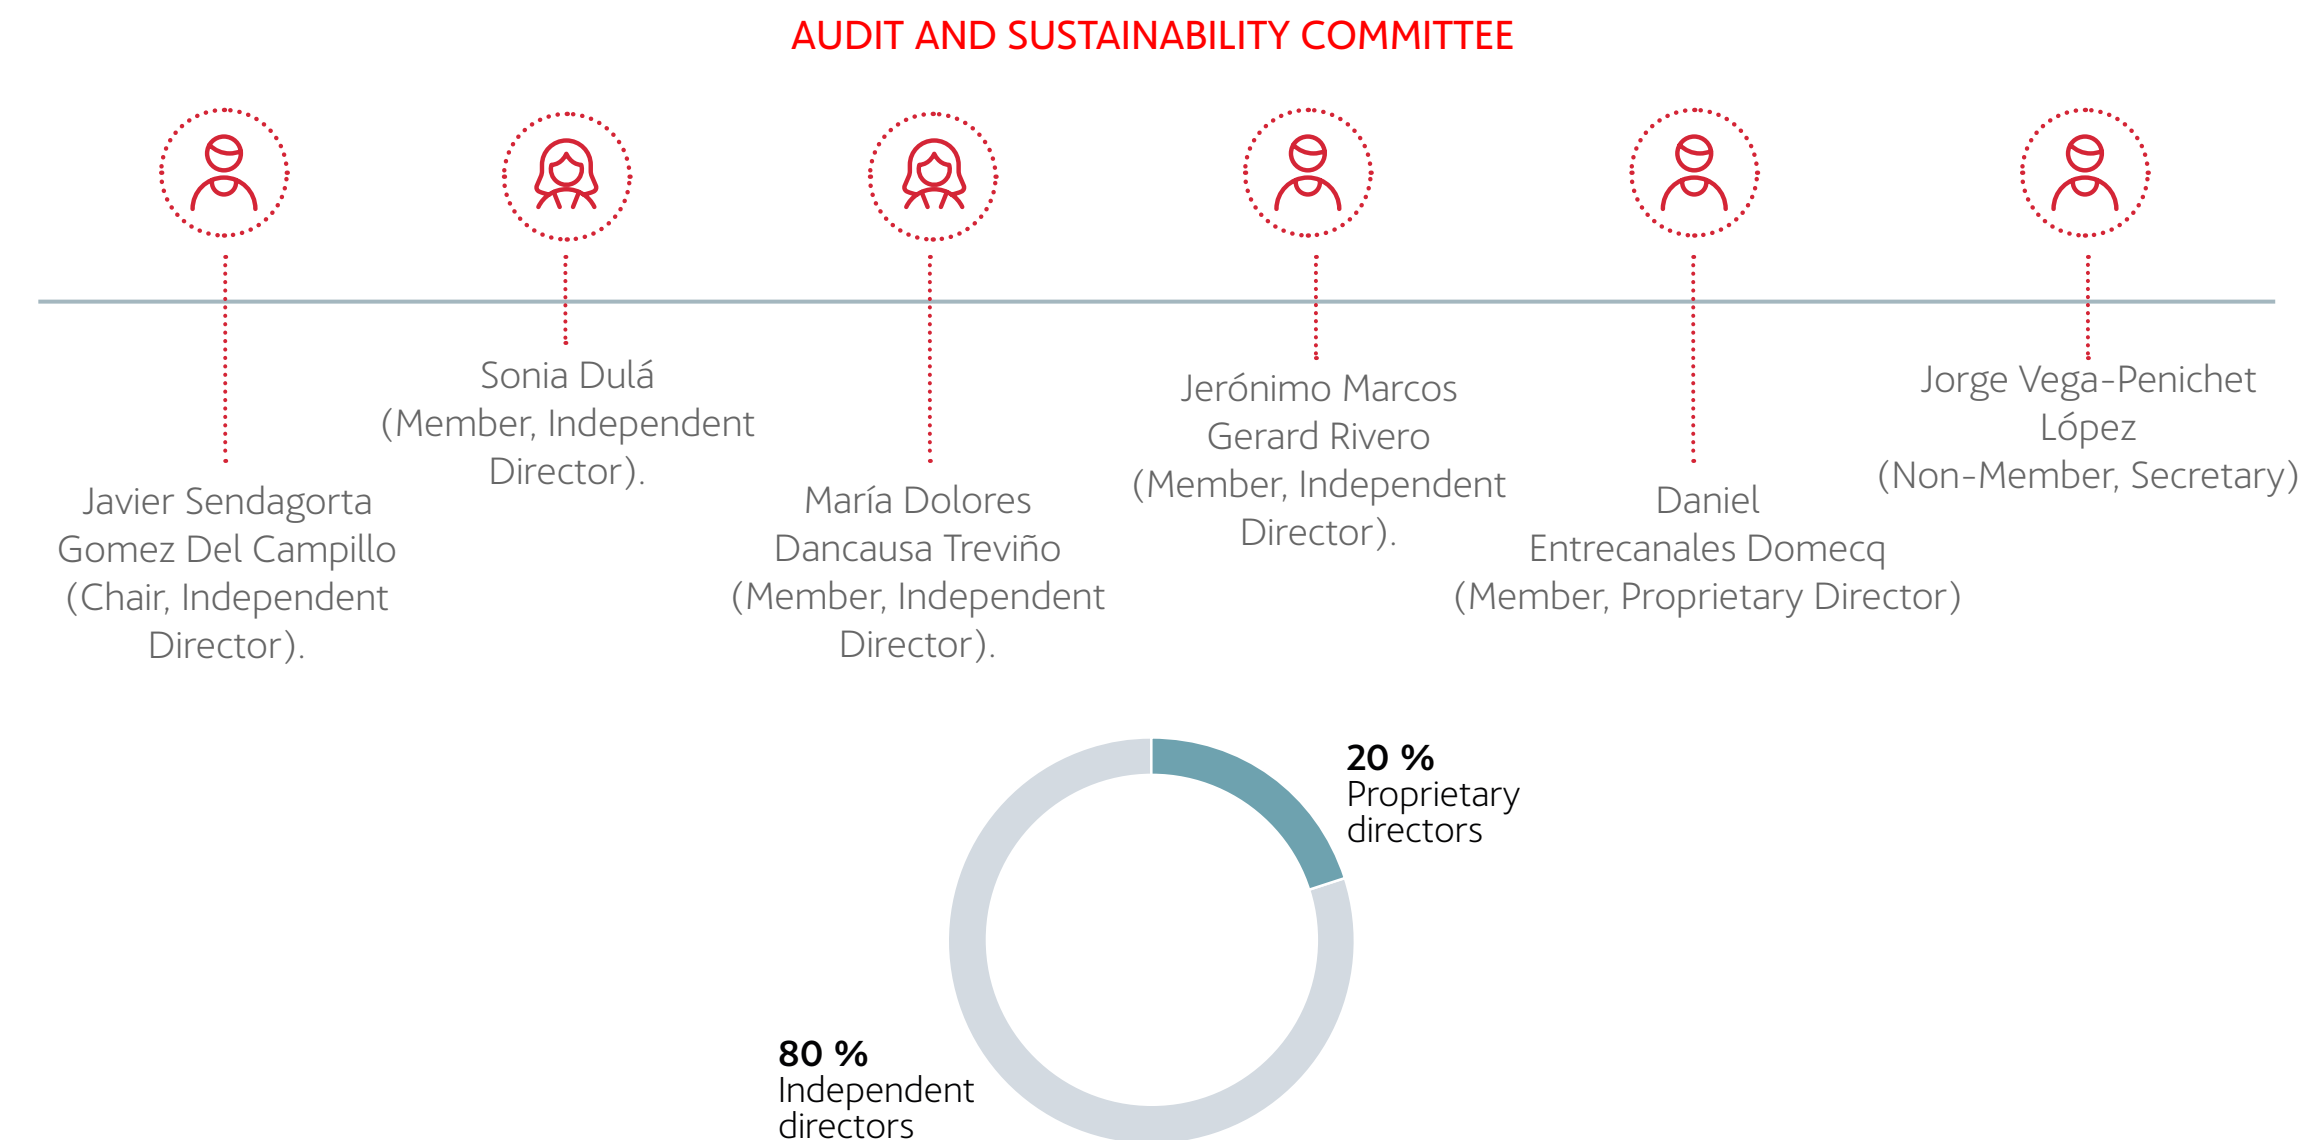 AUDIT AND SUSTAINABILITY COMMITTEE
Javier Sendagorta
Gomez Del Campillo
(Chair, Independent
Director).
Sonia Dulá
(Member, Independent
Director).
María Dolores
Dancausa Treviño
(Member, Independent
Director).
Jerónimo Marcos
Gerard Rivero
(Member, Independent
Director).
Daniel
Entrecanales Domecq
(Member, Proprietary Director)
Jorge Vega-Penichet
López
(Non-Member, Secretary)
20 %
Proprietary
directors
80 %
Independent
directors